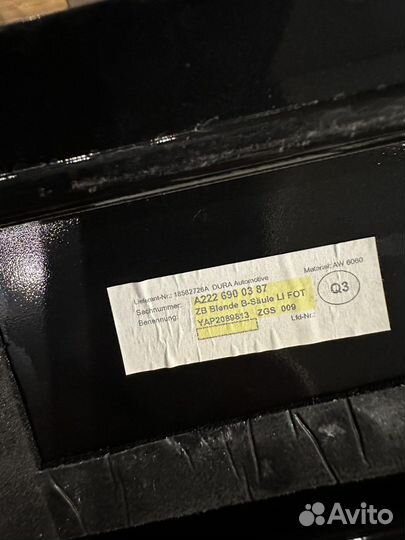 Lieferant-Nr.: 18582726A DURA Automotive
Material: AW 6060
Sachnummer: A222 690 03 87
Q3
Benennung: ZB Blende B-Säule LI FOT
YAP2089813 ZGS 009
Lfd-Nr.:
Avito